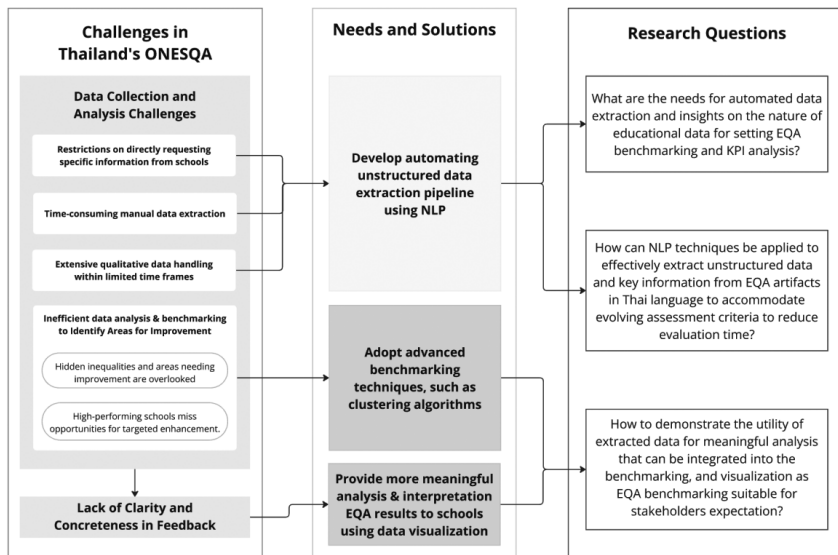 Challenges in
Thailand's ONESQA
Data Collection and
Analysis Challenges
Restrictions on directly requesting
specific information from schools
Time-consuming manual data extraction
Extensive qualitative data handling
within limited time frames
Inefficient data analysis & benchmarking
to Identify Areas for Improvement
Hidden inequalities and areas needing
improvement are overlooked
High-performing schools miss
opportunities for targeted enhancement.
Lack of Clarity and
Concreteness in Feedback
Needs and Solutions
Develop automating
unstructured data
extraction pipeline
using NLP
Adopt advanced
benchmarking
techniques, such as
clustering algorithms
Provide more meaningful
analysis & interpretation
EQA results to schools
using data visualization
Research Questions
What are the needs for automated data
extraction and insights on the nature of
educational data for setting EQA
benchmarking and KPI analysis?
How can NLP techniques be applied to
effectively extract unstructured data
and key information from EQA artifacts
in Thai language to accommodate
evolving assessment criteria to reduce
evaluation time?
How to demonstrate the utility of
extracted data for meaningful analysis
that can be integrated into the
benchmarking, and visualization as
EQA benchmarking suitable for
stakeholders expectation?